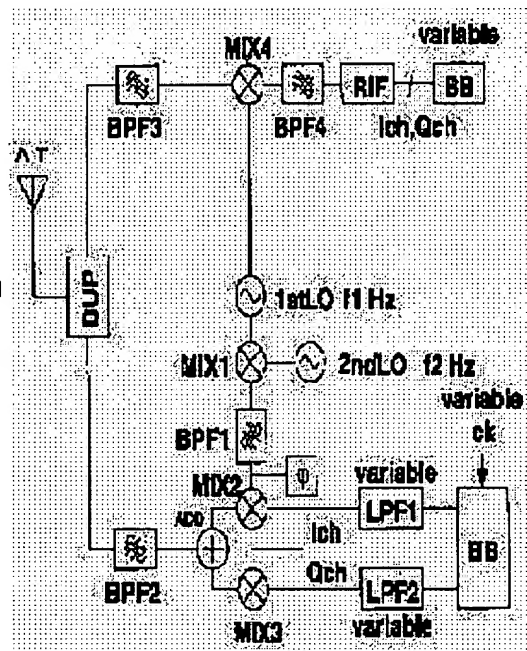 variable
MIX4
RIF
BB
BPF3
BPF4
Ich,Qch
AT
DUP
1stLO f1 Hz
MIX1
2ndLO f2 Hz
variable
ck
BPF1
φ
variable
MIX2
LPF1
ADD
Ich
BB
Qch
BPF2
LPF2
MIX3
variable